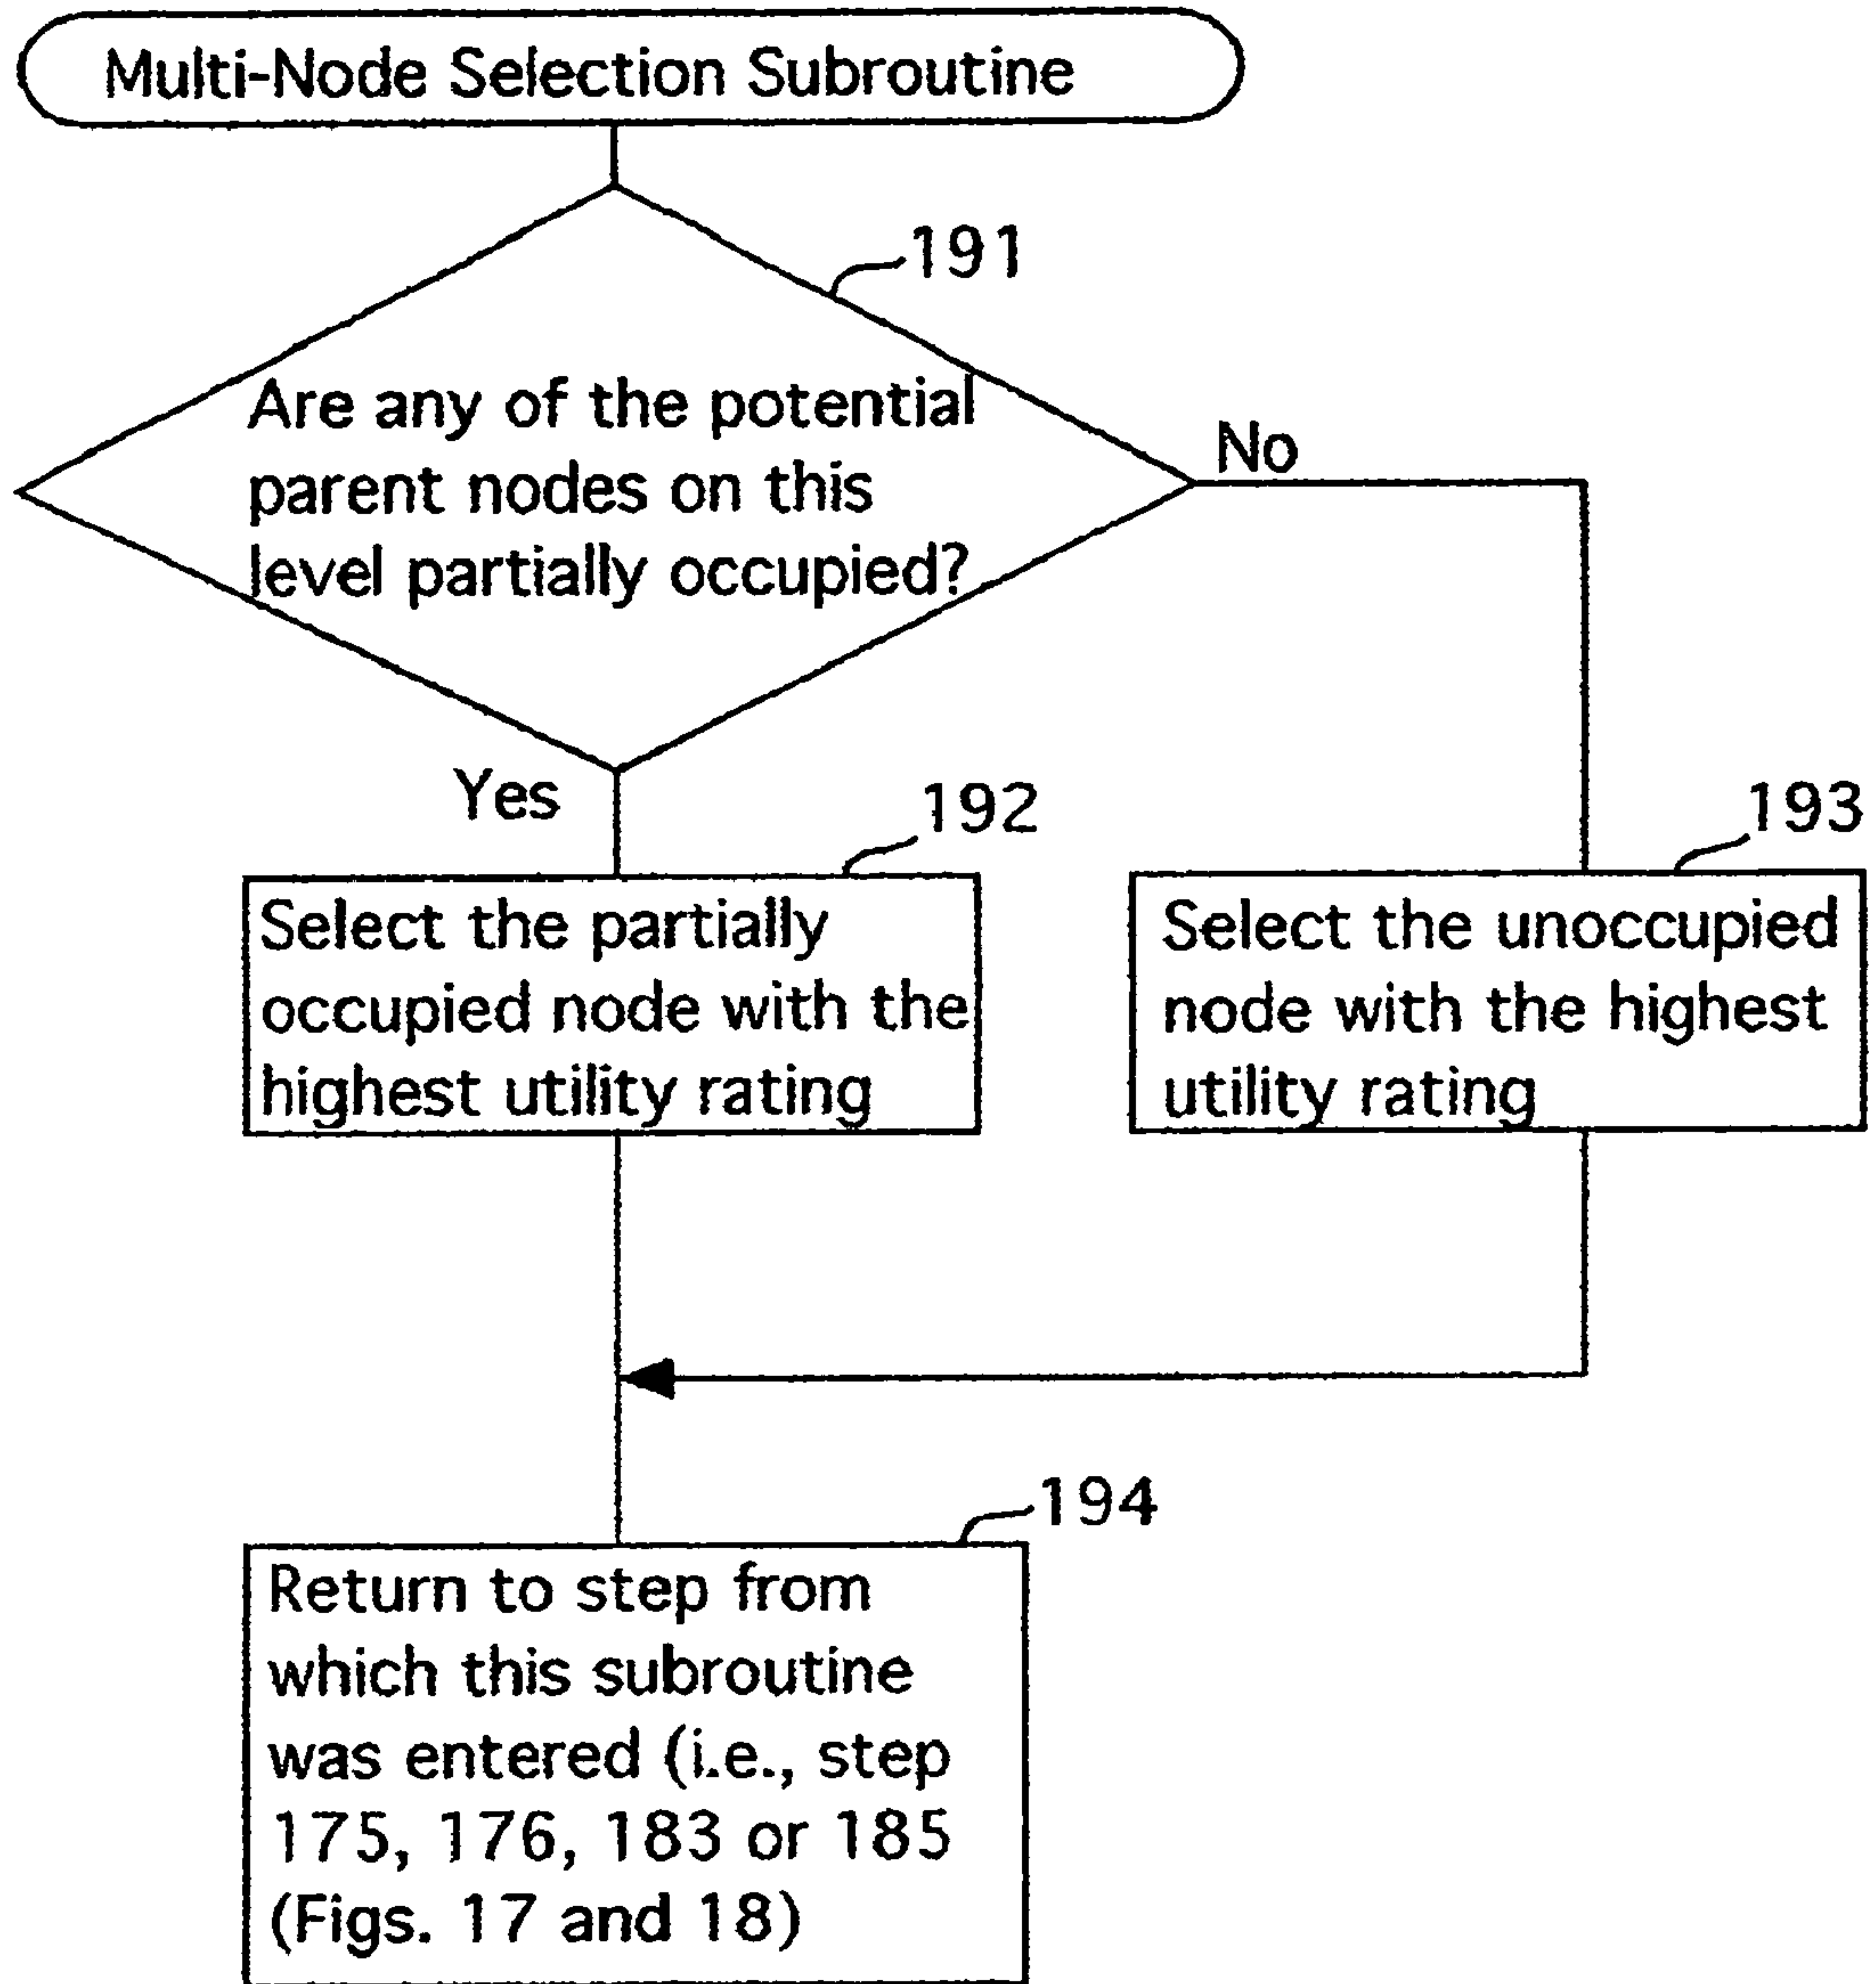 Multi-Node Selection Subroutine
191
Are any of the potential
parent nodes on this
level partially occupied?
No
Yes
192
193
Select the partially
occupied node with the
highest utility rating
Select the unoccupied
node with the highest
utility rating
194
Return to step from
which this subroutine
was entered (i.e., step
175, 176, 183 or 185
(Figs. 17 and 18)